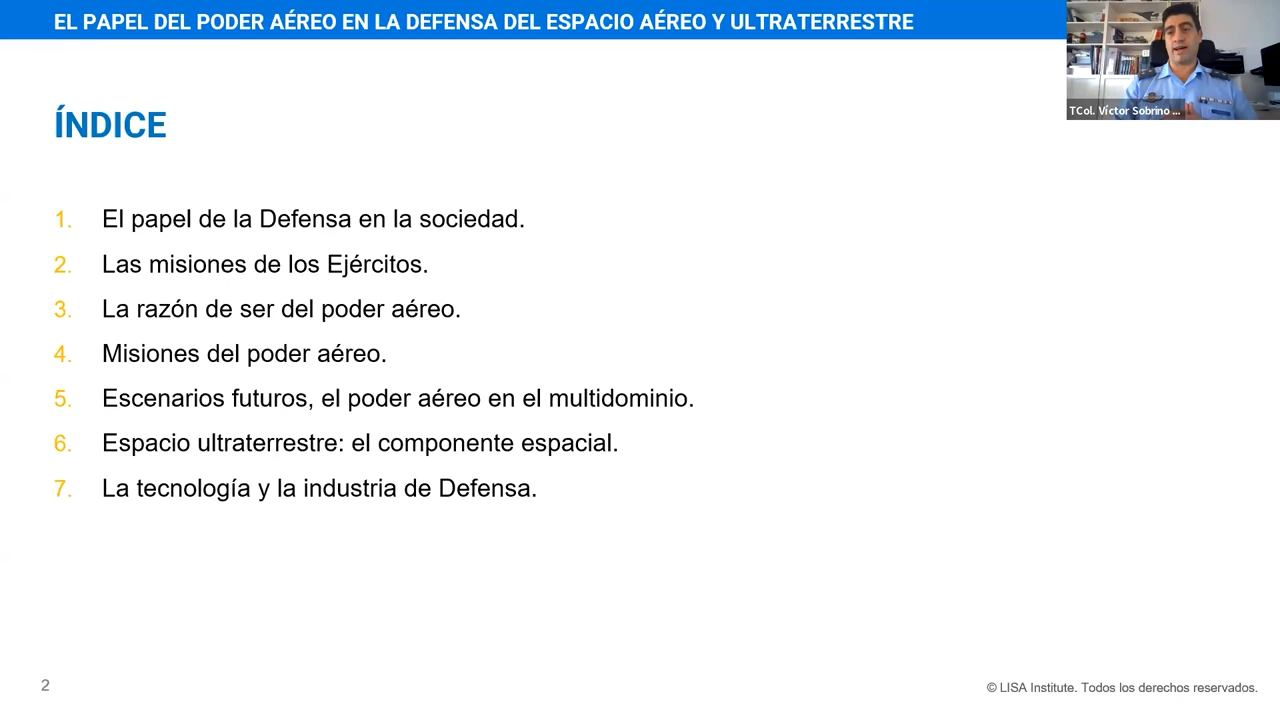 EL PAPEL DEL PODER AÉREO EN LA DEFENSA DEL ESPACIO AÉREO Y ULTRATERRESTRE
TCol. Víctor Sobrino ...
ÍNDICE
1. El papel de la Defensa en la sociedad.
2. Las misiones de los Ejércitos.
3. La razón de ser del poder aéreo.
4. Misiones del poder aéreo.
5. Escenarios futuros, el poder aéreo en el multidominio.
6. Espacio ultraterrestre: el componente espacial.
7. La tecnología y la industria de Defensa.
2
© LISA Institute. Todos los derechos reservados.